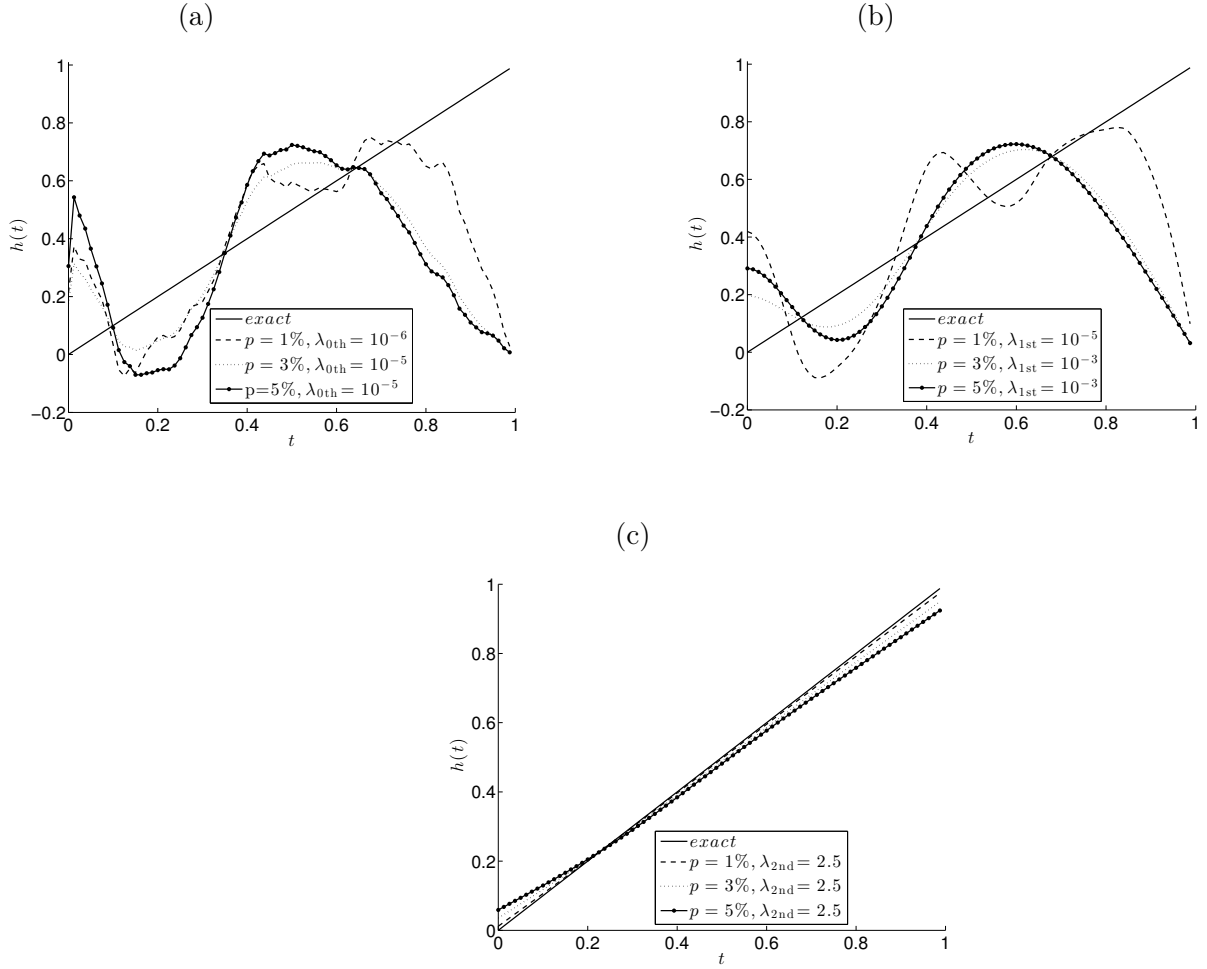 (a)
1
0.8
0.6
0.4
0.2
0
−0.2
0 0.2 0.4 0.6 0.8 1
h(t)
t
exact
p = 1%, λ0th = 10^-6
p = 3%, λ0th = 10^-5
p=5%, λ0th = 10^-5
(b)
1
0.8
0.6
0.4
0.2
0
−0.2
0 0.2 0.4 0.6 0.8 1
h(t)
t
exact
p = 1%, λ1st = 10^-5
p = 3%, λ1st = 10^-3
p = 5%, λ1st = 10^-3
(c)
1
0.8
0.6
0.4
0.2
0
0 0.2 0.4 0.6 0.8 1
h(t)
t
exact
p = 1%, λ2nd = 2.5
p = 3%, λ2nd = 2.5
p = 5%, λ2nd = 2.5